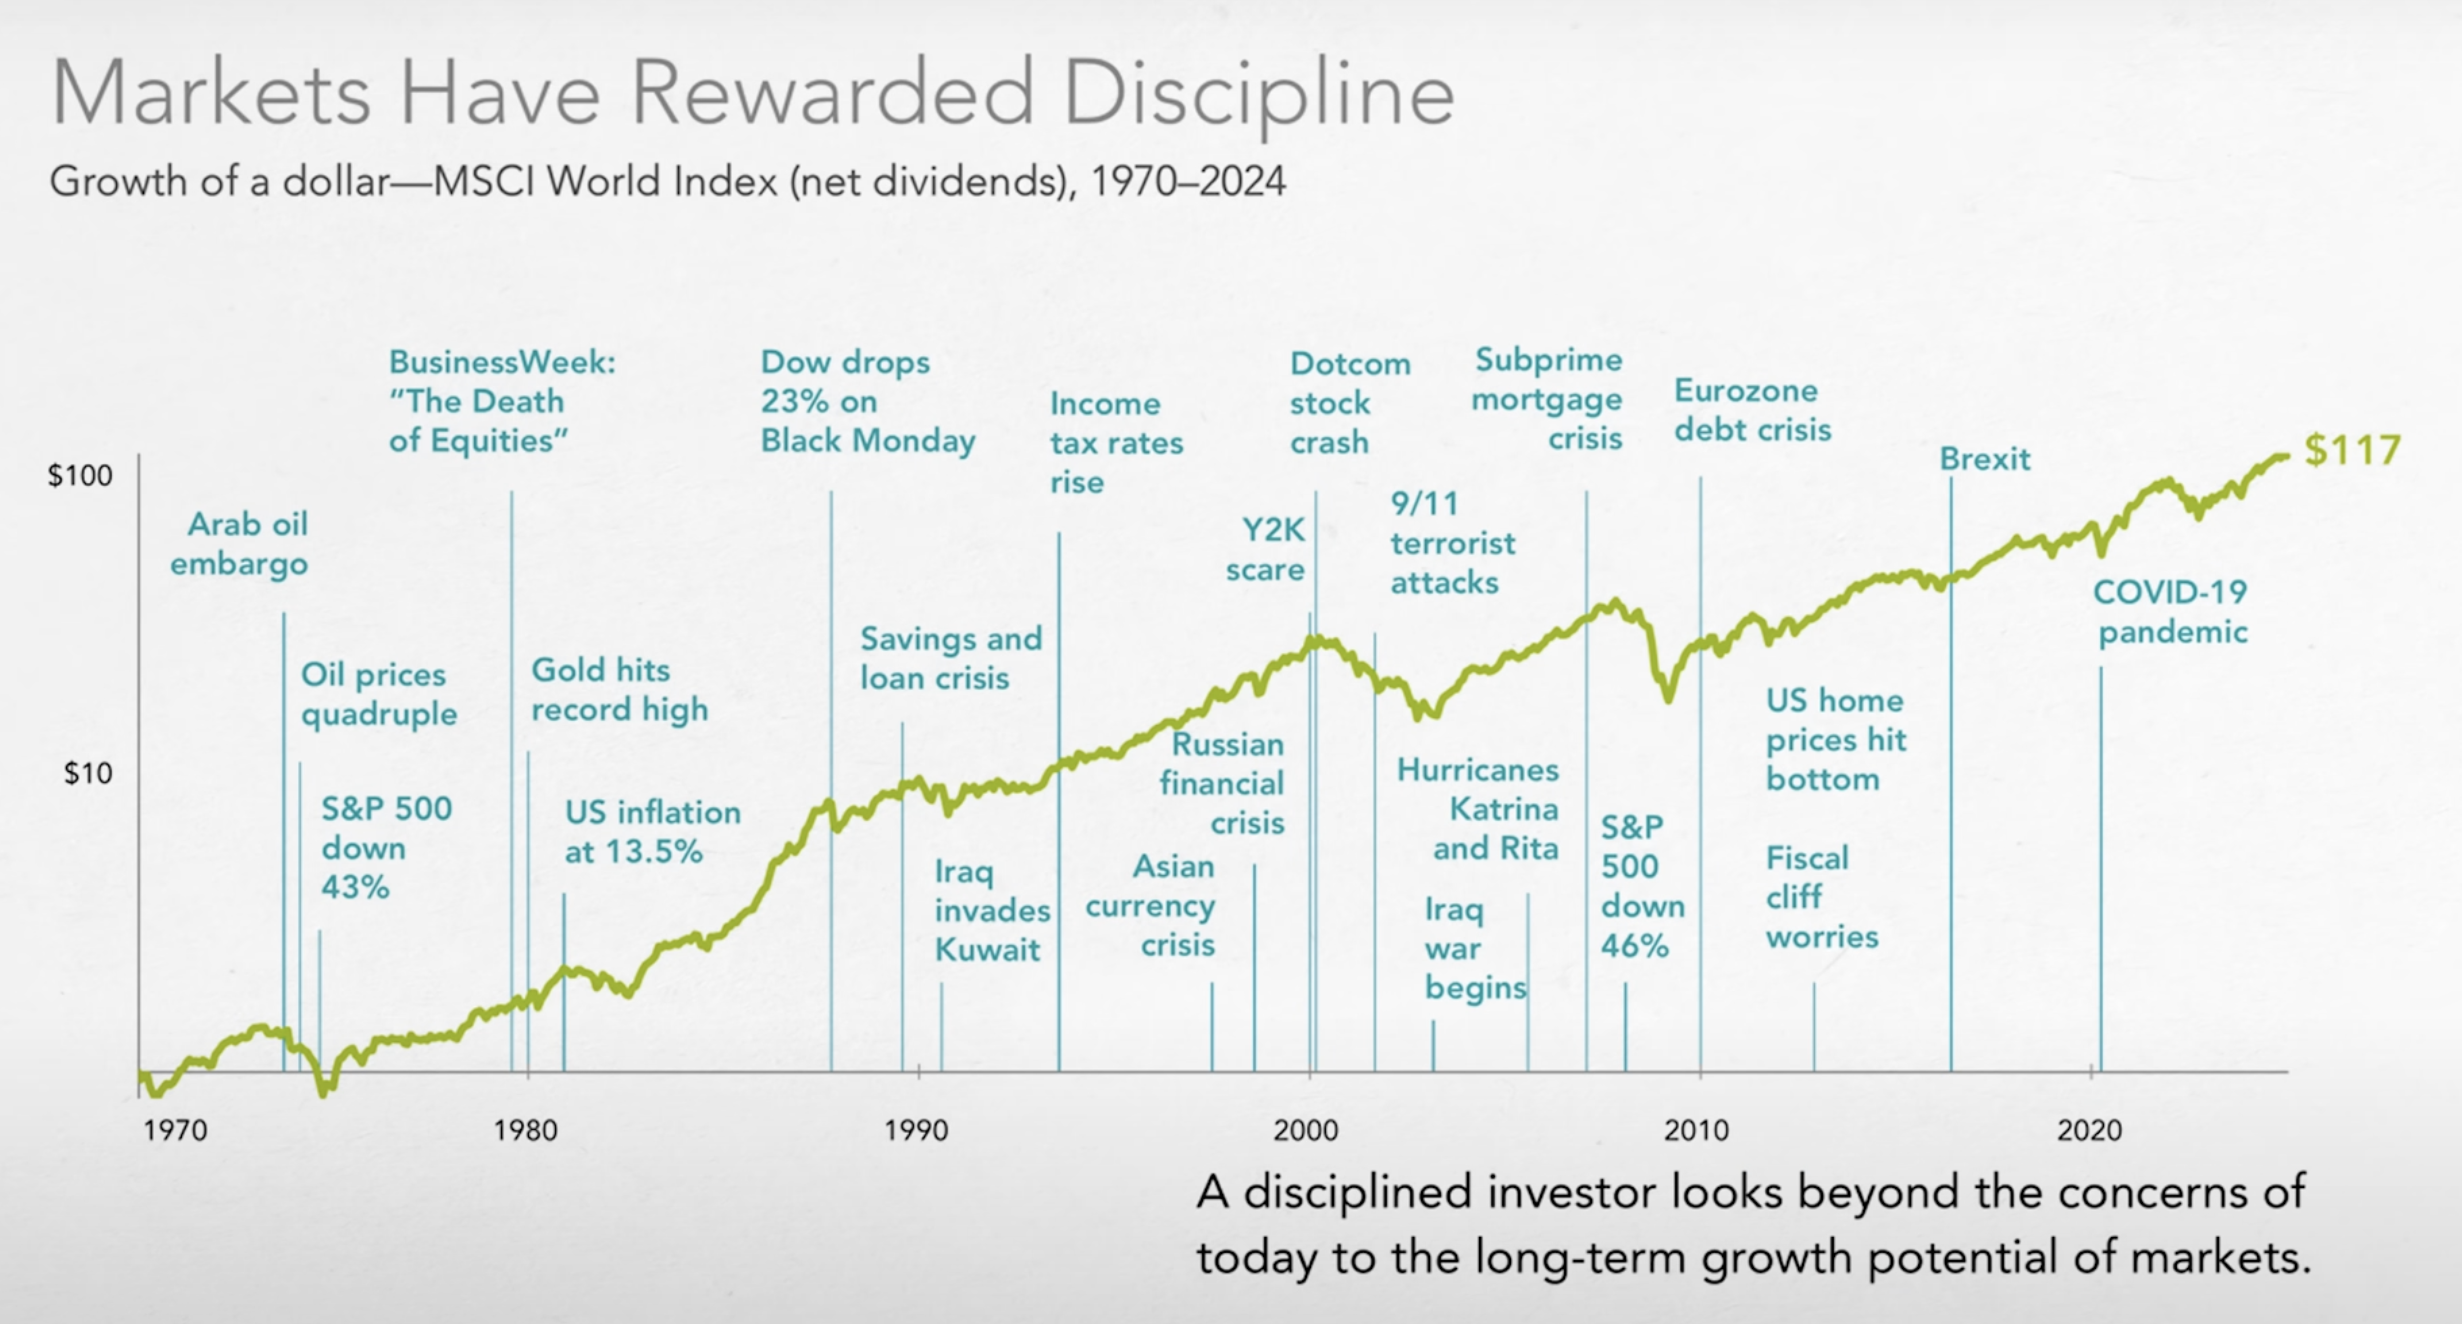 Markets Have Rewarded Discipline
Growth of a dollar—MSCI World Index (net dividends), 1970–2024
BusinessWeek:
"The Death
of Equities"
Dow drops
23% on
Black Monday
Income
tax rates
rise
Dotcom
stock
crash
Subprime
mortgage
crisis
Eurozone
debt crisis
Brexit
$117
$100
Arab oil
embargo
Y2K
scare
9/11
terrorist
attacks
COVID-19
pandemic
Oil prices
quadruple
Gold hits
record high
Savings and
loan crisis
US home
prices hit
bottom
$10
S&P 500
down
43%
US inflation
at 13.5%
Russian
financial
crisis
Hurricanes
Katrina
and Rita
Iraq
invades
Kuwait
Asian
currency
crisis
Iraq
war
begins
S&P
500
down
46%
Fiscal
cliff
worries
1970
1980
1990
2000
2010
2020
A disciplined investor looks beyond the concerns of
today to the long-term growth potential of markets.